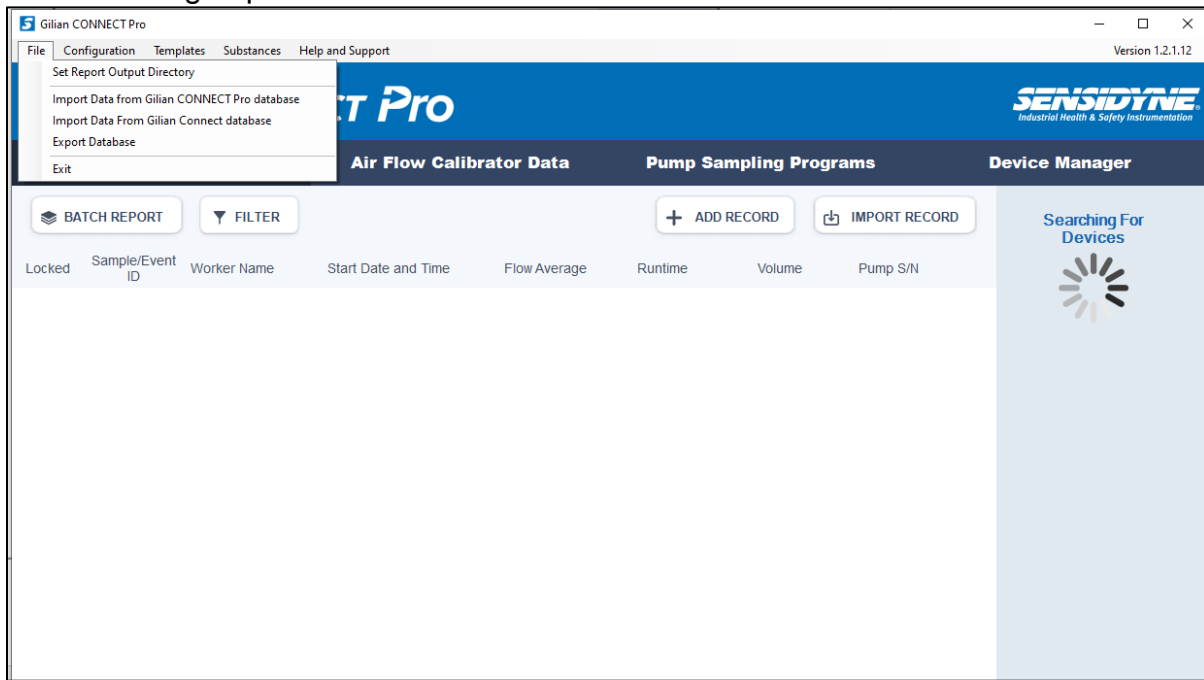 Gilian CONNECT Pro
File Configuration Templates Substances Help and Support Version 1.2.1.12
Set Report Output Directory
Import Data from Gilian CONNECT Pro database
Import Data From Gilian Connect database
Export Database
Exit
Pro
SENSIDYNE®
Industrial Health & Safety Instrumentation
Air Flow Calibrator Data Pump Sampling Programs Device Manager
BATCH REPORT FILTER + ADD RECORD IMPORT RECORD
Searching For
Devices
Locked Sample/Event ID Worker Name Start Date and Time Flow Average Runtime Volume Pump S/N